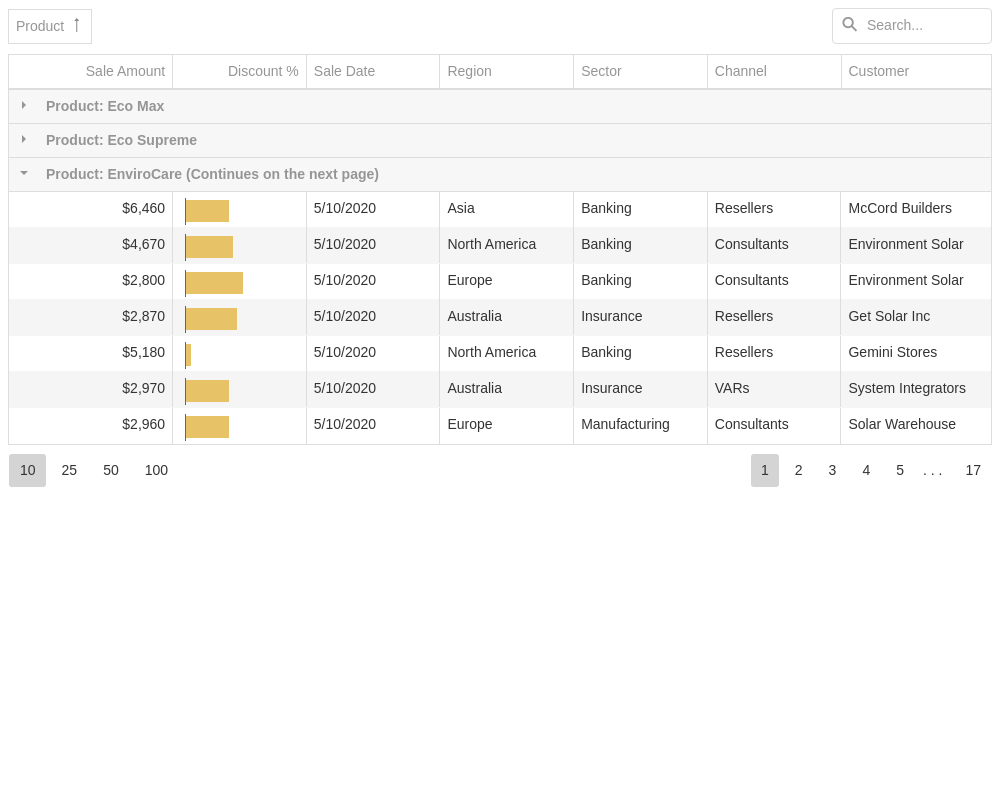 Product
Search...
Sale Amount Discount % Sale Date Region Sector Channel Customer
Product: Eco Max
Product: Eco Supreme
Product: EnviroCare (Continues on the next page)
$6,460 5/10/2020 Asia Banking Resellers McCord Builders
$4,670 5/10/2020 North America Banking Consultants Environment Solar
$2,800 5/10/2020 Europe Banking Consultants Environment Solar
$2,870 5/10/2020 Australia Insurance Resellers Get Solar Inc
$5,180 5/10/2020 North America Banking Resellers Gemini Stores
$2,970 5/10/2020 Australia Insurance VARs System Integrators
$2,960 5/10/2020 Europe Manufacturing Consultants Solar Warehouse
10 25 50 100 1 2 3 4 5 . . . 17